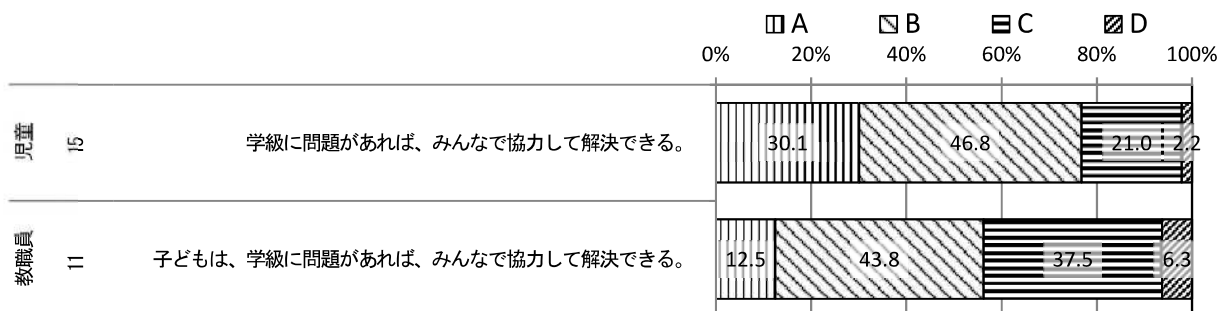 A B C D
0% 20% 40% 60% 80% 100%
児童 15 学級に問題があれば、みんなで協力して解決できる。 30.1 46.8 21.0 2.2
教職員 11 子どもは、学級に問題があれば、みんなで協力して解決できる。 12.5 43.8 37.5 6.3